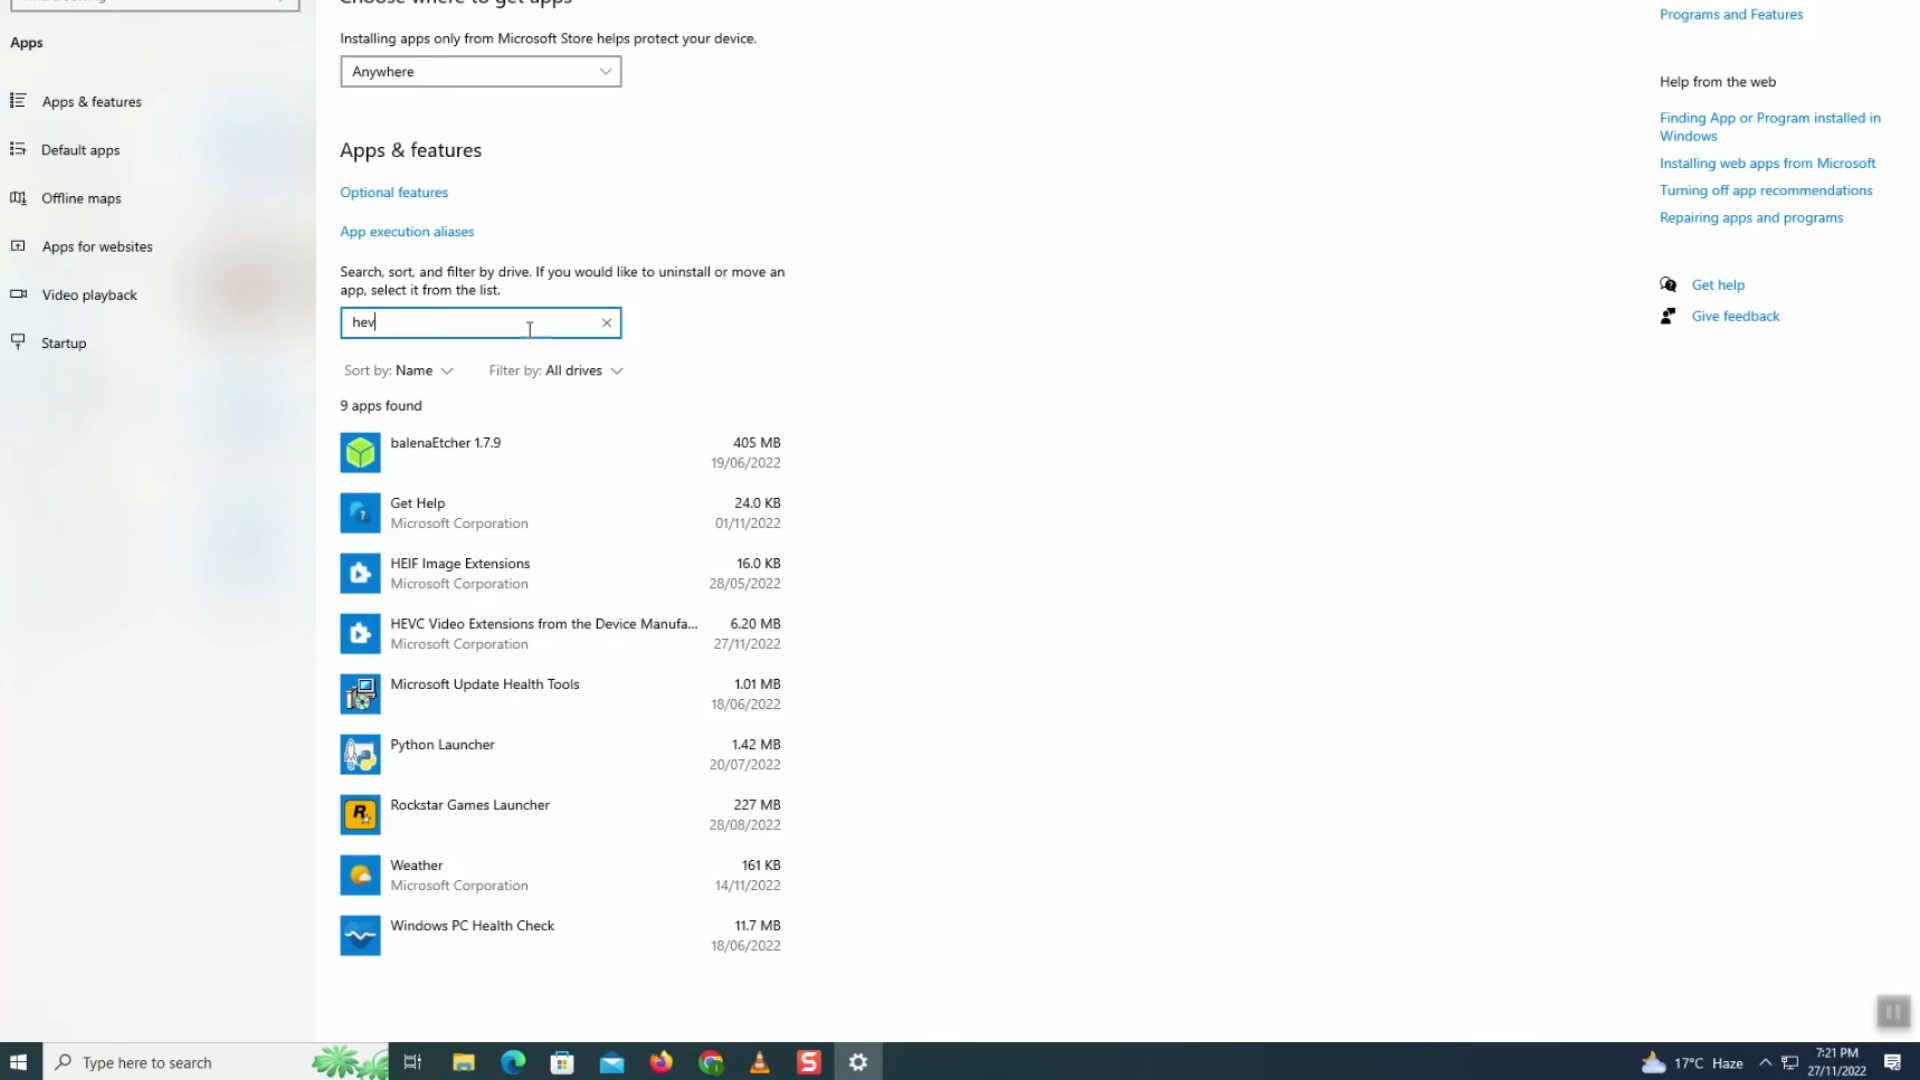 Choose where to get apps
Apps
Installing apps only from Microsoft Store helps protect your device.
Anywhere
Apps & features
Default apps
Offline maps
Apps for websites
Video playback
Startup
Apps & features
Optional features
App execution aliases
Search, sort, and filter by drive. If you would like to uninstall or move an
app, select it from the list.
hev
Sort by: Name
Filter by: All drives
9 apps found
balenaEtcher 1.7.9
405 MB
19/06/2022
Get Help
24.0 KB
Microsoft Corporation
01/11/2022
HEIF Image Extensions
16.0 KB
Microsoft Corporation
28/05/2022
HEVC Video Extensions from the Device Manufa...
6.20 MB
Microsoft Corporation
27/11/2022
Microsoft Update Health Tools
1.01 MB
18/06/2022
Python Launcher
1.42 MB
20/07/2022
Rockstar Games Launcher
227 MB
28/08/2022
Weather
161 KB
Microsoft Corporation
14/11/2022
Windows PC Health Check
11.7 MB
18/06/2022
Programs and Features
Help from the web
Finding App or Program installed in
Windows
Installing web apps from Microsoft
Turning off app recommendations
Repairing apps and programs
Get help
Give feedback
Type here to search
17°C Haze
7:21 PM
27/11/2022